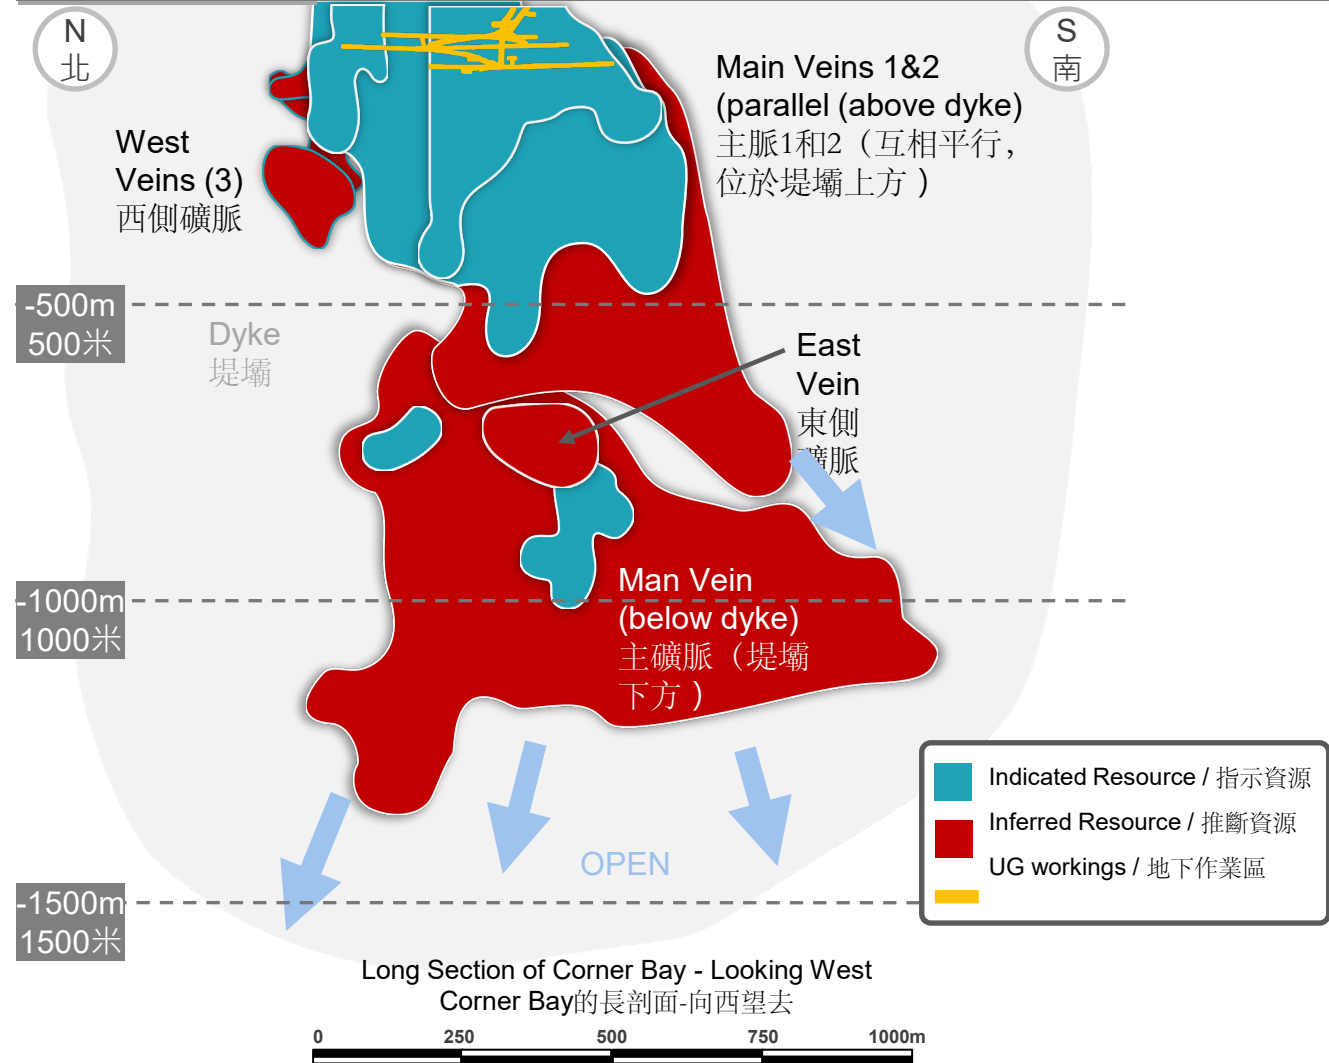 N
北
S
南
Main Veins 1&2
(parallel (above dyke)
主脈1和2（互相平行，
位於堤壩上方 )
West
Veins (3)
西側礦脈
-500m
500米
Dyke
堤壩
East
Vein
東側
礦脈
-1000m
1000米
Man Vein
(below dyke)
主礦脈（堤壩
下方 )
Indicated Resource / 指示資源
Inferred Resource / 推斷資源
UG workings / 地下作業區
OPEN
-1500m
1500米
Long Section of Corner Bay - Looking West
Corner Bay的長剖面-向西望去
0 250 500 750 1000m